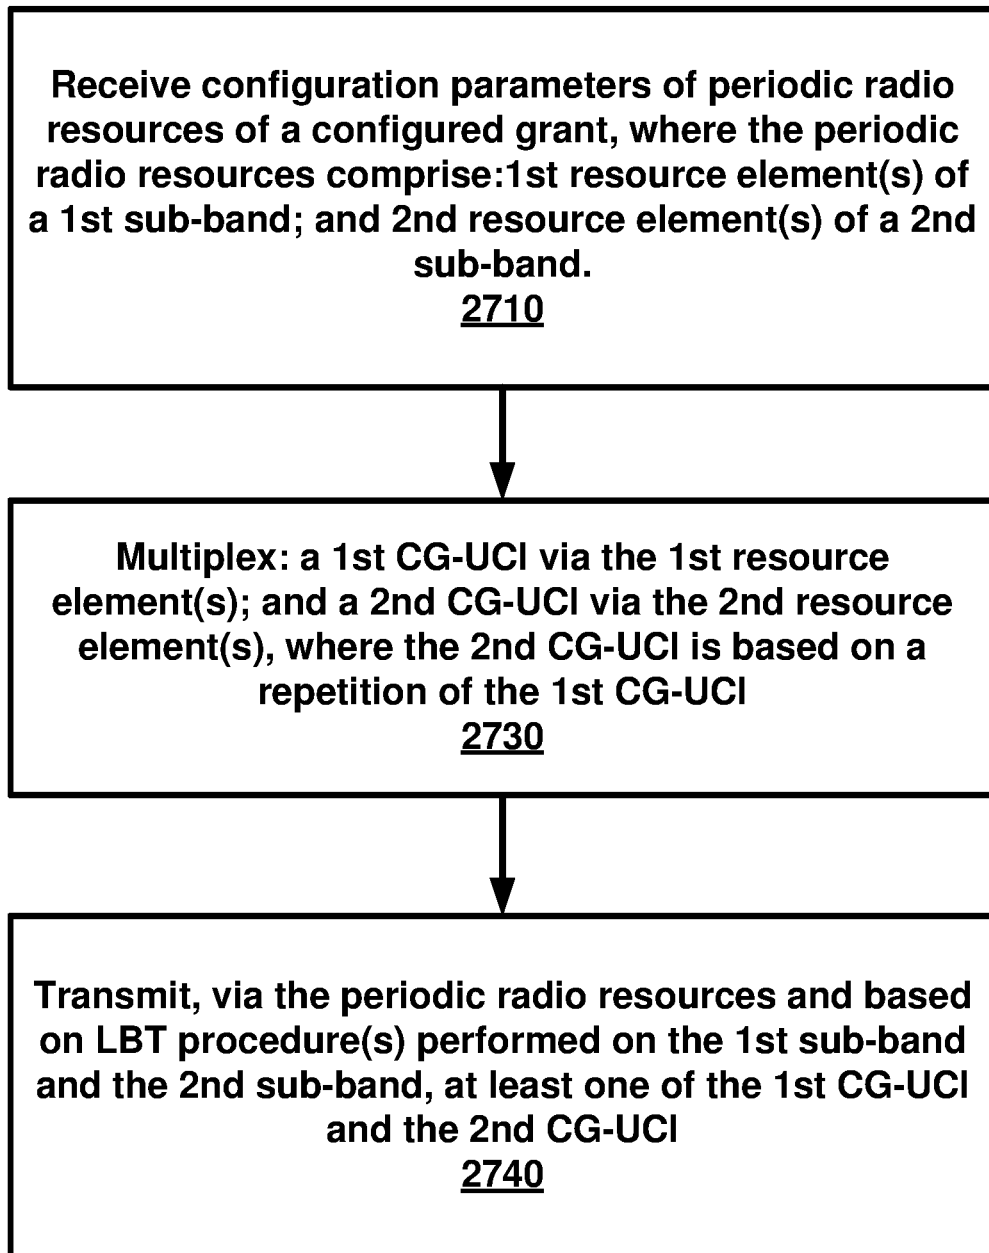 Receive configuration parameters of periodic radio
resources of a configured grant, where the periodic
radio resources comprise:1st resource element(s) of
a 1st sub-band; and 2nd resource element(s) of a 2nd
sub-band.
2710
Multiplex: a 1st CG-UCI via the 1st resource
element(s); and a 2nd CG-UCI via the 2nd resource
element(s), where the 2nd CG-UCI is based on a
repetition of the 1st CG-UCI
2730
Transmit, via the periodic radio resources and based
on LBT procedure(s) performed on the 1st sub-band
and the 2nd sub-band, at least one of the 1st CG-UCI
and the 2nd CG-UCI
2740